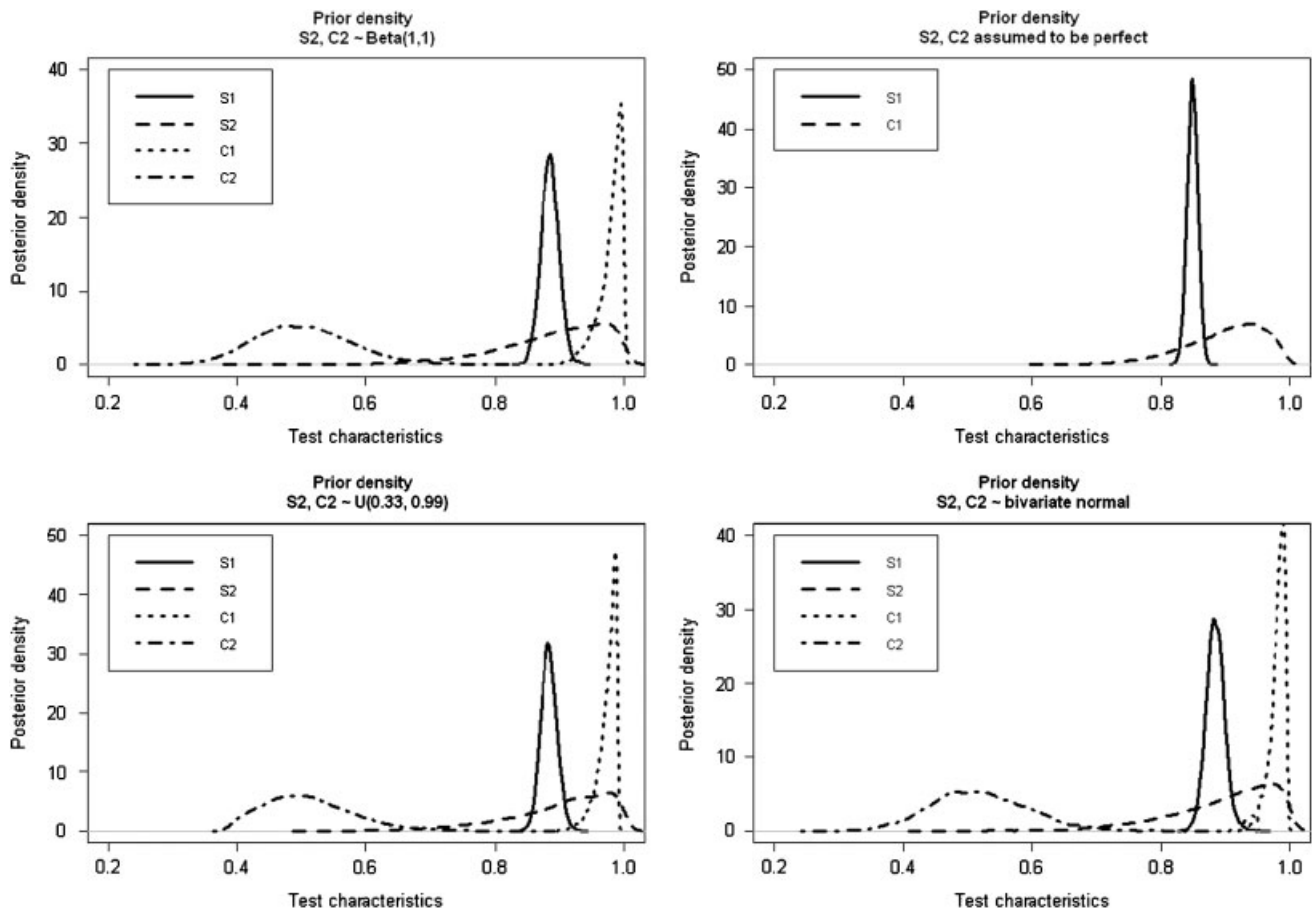 Prior density
S2, C2 ~ Beta(1,1)
40
30
20
10
0
Posterior density
S1
S2
C1
C2
0.2 0.4 0.6 0.8 1.0
Test characteristics
Prior density
S2, C2 assumed to be perfect
50
40
30
20
10
0
Posterior density
S1
C1
0.2 0.4 0.6 0.8 1.0
Test characteristics
Prior density
S2, C2 ~ U(0.33, 0.99)
50
40
30
20
10
0
Posterior density
S1
S2
C1
C2
0.2 0.4 0.6 0.8 1.0
Test characteristics
Prior density
S2, C2 ~ bivariate normal
40
30
20
10
0
Posterior density
S1
S2
C1
C2
0.2 0.4 0.6 0.8 1.0
Test characteristics